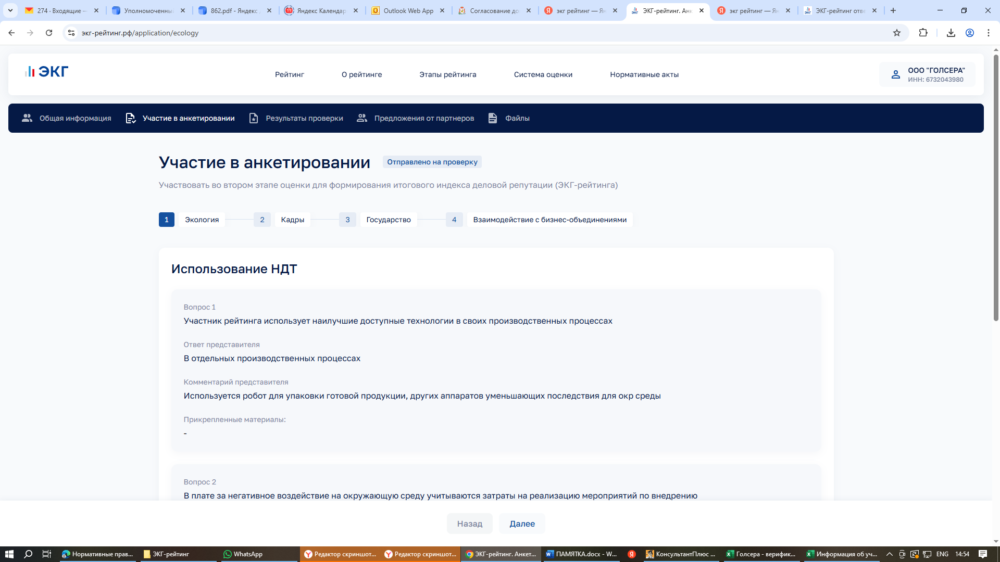 274 · Входящие —
Уполномоченны
862.pdf - Яндекс
Яндекс Календар
Outlook Web App
Согласование до
экг рейтинг — Ян
ЭКГ-рейтинг. Анк
экг рейтинг — Ян
ЭКГ-рейтинг отве
экг-рейтинг.рф/application/ecology
ЭКГ
Рейтинг
О рейтинге
Этапы рейтинга
Система оценки
Нормативные акты
ООО "ГОЛСЕРА"
ИНН: 6732043980
Общая информация
Участие в анкетировании
Результаты проверки
Предложения от партнеров
Файлы
Участие в анкетировании
Отправлено на проверку
Участвовать во втором этапе оценки для формирования итогового индекса деловой репутации (ЭКГ-рейтинга)
1 Экология
2 Кадры
3 Государство
4 Взаимодействие с бизнес-объединениями
Использование НДТ
Вопрос 1
Участник рейтинга использует наилучшие доступные технологии в своих производственных процессах
Ответ представителя
В отдельных производственных процессах
Комментарий представителя
Используется робот для упаковки готовой продукции, других аппаратов уменьшающих последствия для окр среды
Прикрепленные материалы:
-
Вопрос 2
В плате за негативное воздействие на окружающую среду учитываются затраты на реализацию мероприятий по внедрению
Назад
Далее
Нормативные прав...
ЭКГ-рейтинг
WhatsApp
Редактор скриншот...
Редактор скриншот...
ЭКГ-рейтинг. Анкет...
ПАМЯТКА.docx - W...
КонсультантПлюс ...
Голсера - верифик...
Информация об уч...
ENG
14:54